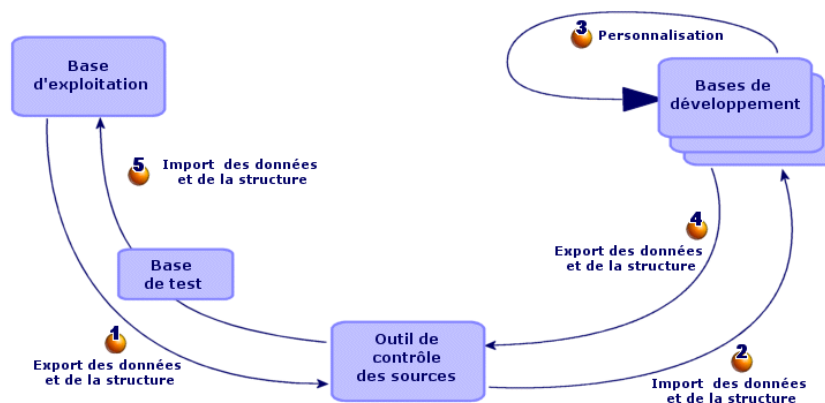 3 Personnalisation
Base
d'exploitation
Bases de
développement
5 Import des données
et de la structure
4
Export des données
et de la structure
Base
de test
1
Export des données
et de la structure
Outil de
contrôle
des sources
2
Import des données
et de la structure